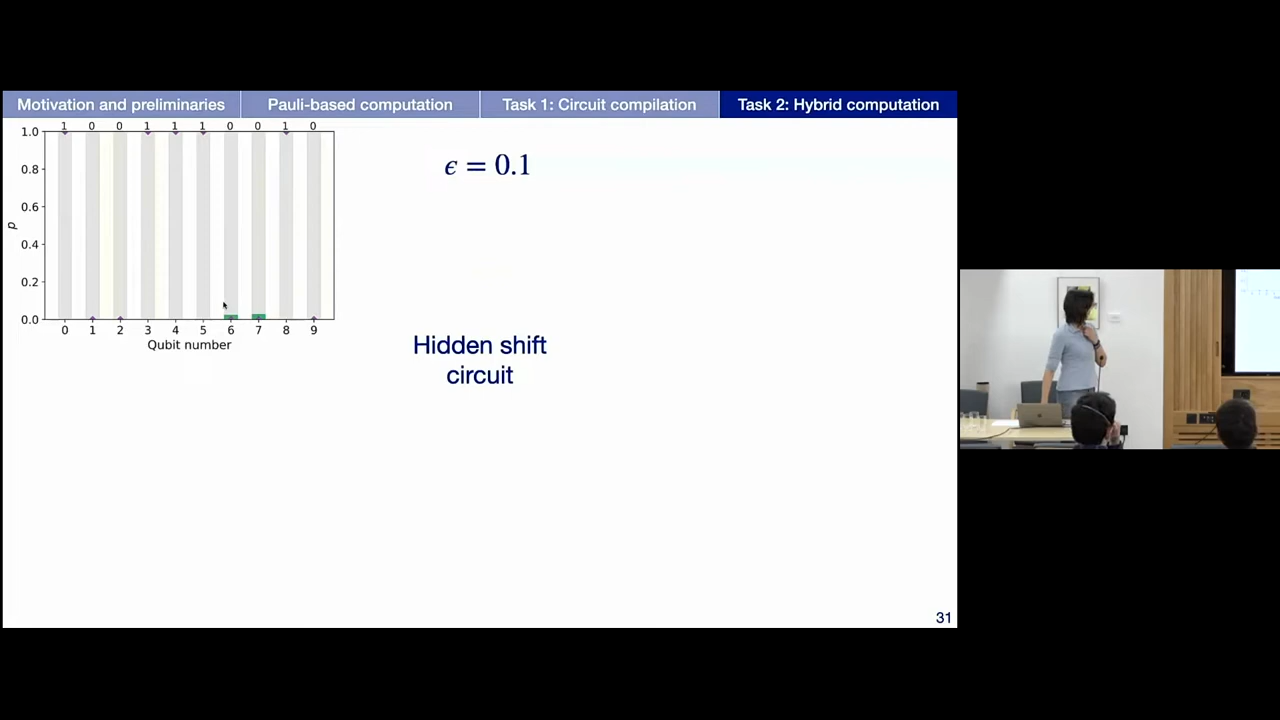 Motivation and preliminaries
Pauli-based computation
Task 1: Circuit compilation
Task 2: Hybrid computation
1 0 0 1 1 1 0 0 1 0
1.0
0.8
0.6
0.4
0.2
0.0
p
0 1 2 3 4 5 6 7 8 9
Qubit number
ϵ = 0.1
Hidden shift
circuit
31